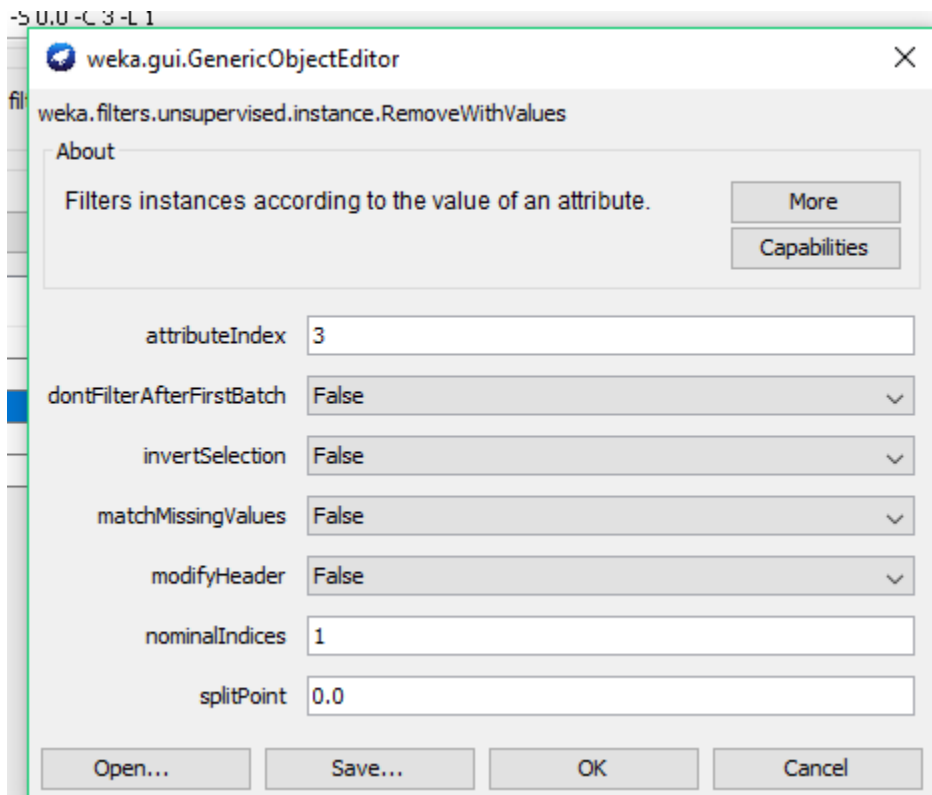 -S 0.0 -C 3 -L 1
weka.gui.GenericObjectEditor
fil
weka.filters.unsupervised.instance.RemoveWithValues
About
Filters instances according to the value of an attribute.
More
Capabilities
attributeIndex 3
dontFilterAfterFirstBatch False
invertSelection False
matchMissingValues False
modifyHeader False
nominalIndices 1
splitPoint 0.0
Open... Save... OK Cancel